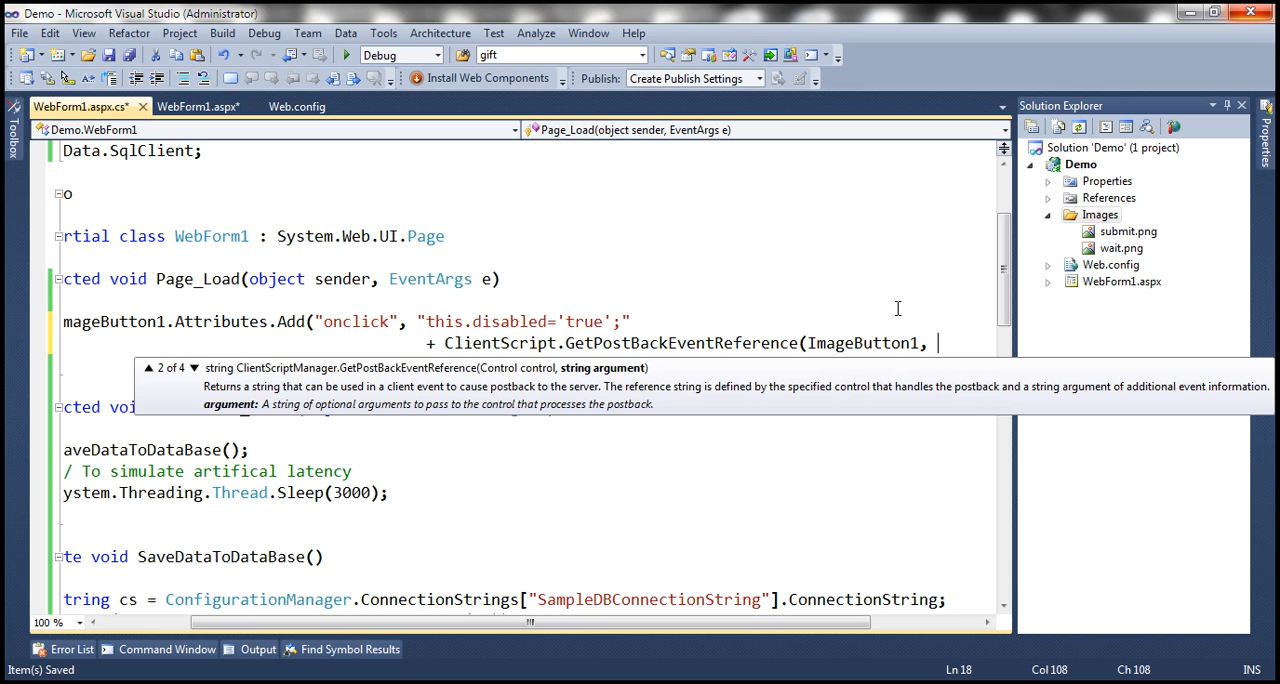 Demo - Microsoft Visual Studio (Administrator)
File Edit View Refactor Project Build Debug Team Data Tools Architecture Test Analyze Window Help
Debug gift
Install Web Components Publish: Create Publish Settings
WebForm1.aspx.cs* WebForm1.aspx* Web.config
Demo.WebForm1 Page_Load(object sender, EventArgs e)
Data.SqlClient;
o
rtial class WebForm1 : System.Web.UI.Page
cted void Page_Load(object sender, EventArgs e)
mageButton1.Attributes.Add("onclick", "this.disabled='true';"
+ ClientScript.GetPostBackEventReference(ImageButton1,
2 of 4 string ClientScriptManager.GetPostBackEventReference(Control control, string argument)
Returns a string that can be used in a client event to cause postback to the server. The reference string is defined by the specified control that handles the postback and a string argument of additional event information.
argument: A string of optional arguments to pass to the control that processes the postback.
cted voi
aveDataToDataBase();
/ To simulate artifical latency
ystem.Threading.Thread.Sleep(3000);
te void SaveDataToDataBase()
tring cs = ConfigurationManager.ConnectionStrings["SampleDBConnectionString"].ConnectionString;
100 %
Toolbox
Solution Explorer
Solution 'Demo' (1 project)
Demo
Properties
References
Images
submit.png
wait.png
Web.config
WebForm1.aspx
Properties
Error List Command Window Output Find Symbol Results
Item(s) Saved Ln 18 Col 108 Ch 108 INS